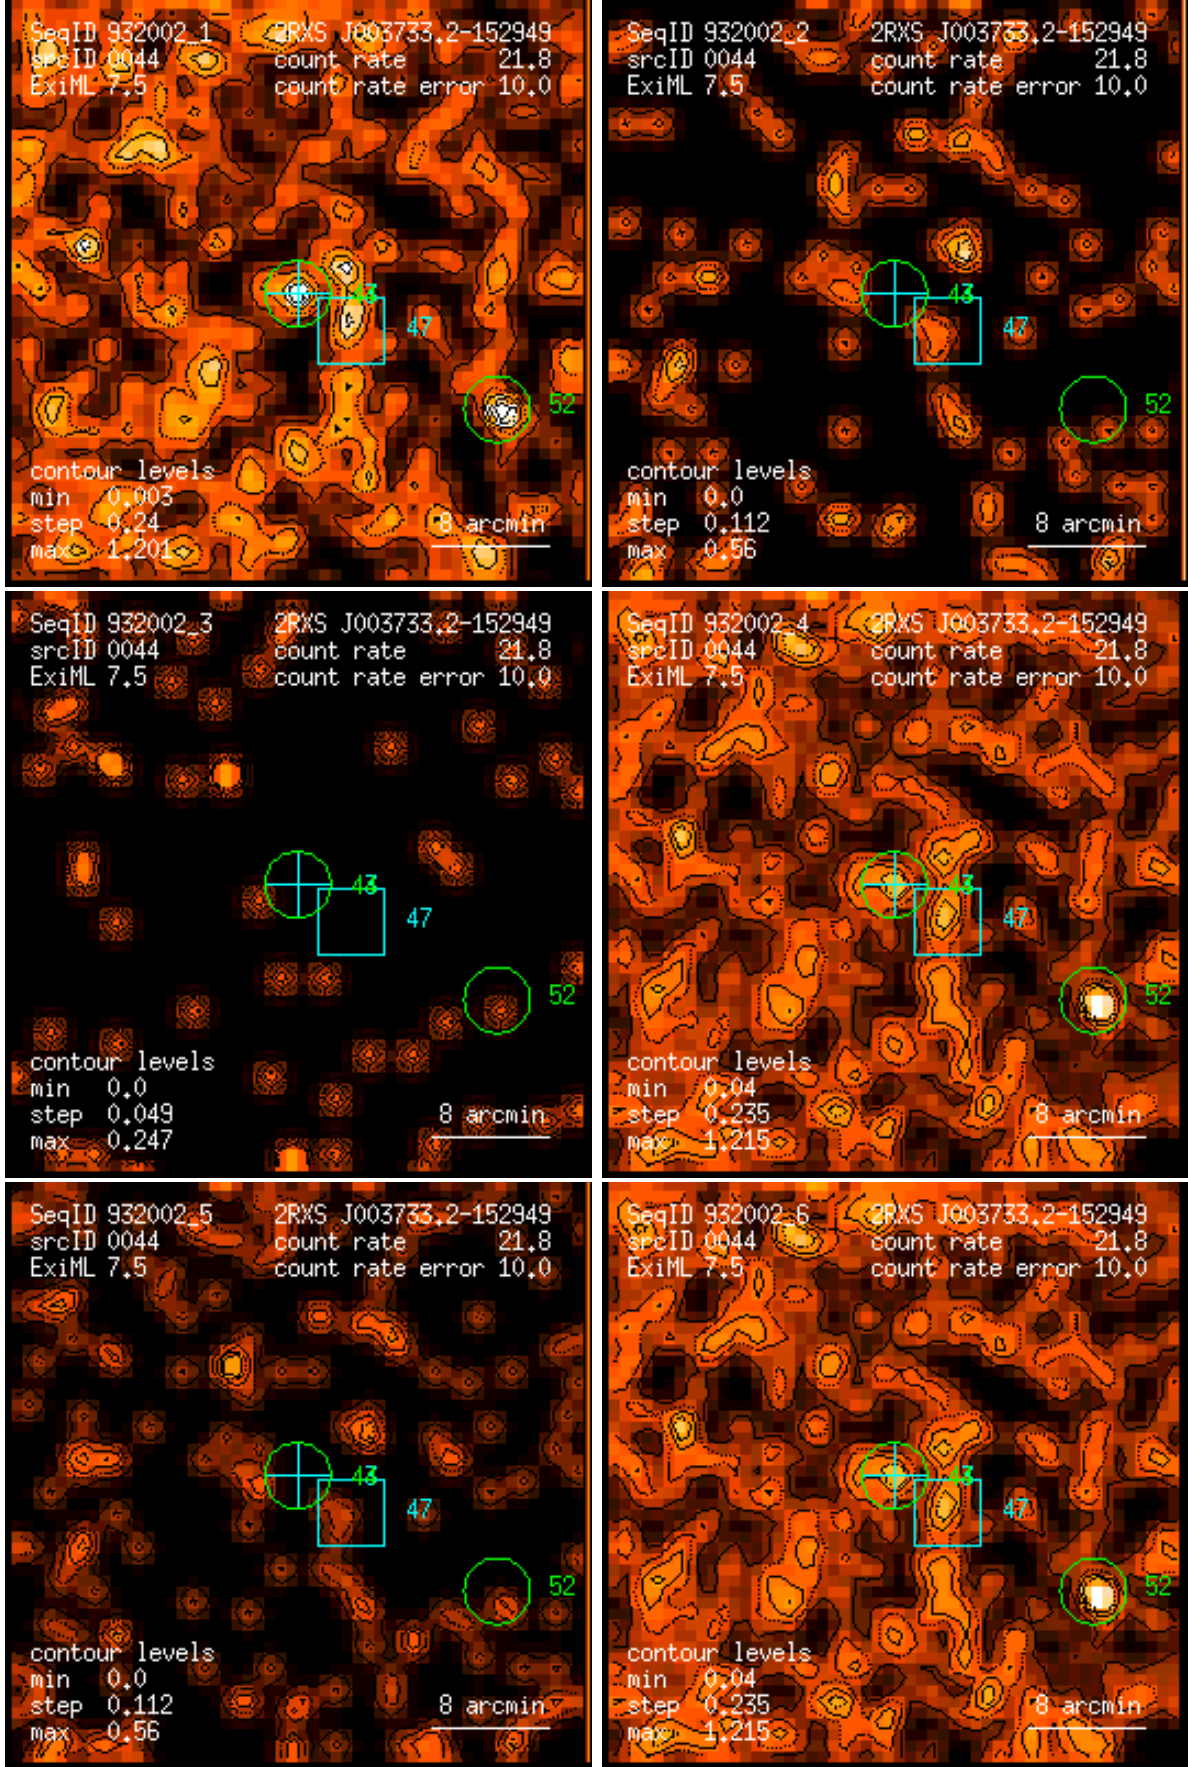 SeqID 932002_1 2RXS J003733.2-152949
srcID 0044 count rate 21.8
ExiML 7.5 count rate error 10.0
43
47
52
contour levels
min 0.003
step 0.24 8 arcmin
max 1.201
SeqID 932002_2 2RXS J003733.2-152949
srcID 0044 count rate 21.8
ExiML 7.5 count rate error 10.0
43
47
52
contour levels
min 0.0
step 0.112 8 arcmin
max 0.56
SeqID 932002_3 2RXS J003733.2-152949
srcID 0044 count rate 21.8
ExiML 7.5 count rate error 10.0
43
47
52
contour levels
min 0.0
step 0.049 8 arcmin
max 0.247
SeqID 932002_4 2RXS J003733.2-152949
srcID 0044 count rate 21.8
ExiML 7.5 count rate error 10.0
43
47
52
contour levels
min 0.04
step 0.235 8 arcmin
max 1.215
SeqID 932002_5 2RXS J003733.2-152949
srcID 0044 count rate 21.8
ExiML 7.5 count rate error 10.0
43
47
52
contour levels
min 0.0
step 0.112 8 arcmin
max 0.56
SeqID 932002_6 2RXS J003733.2-152949
srcID 0044 count rate 21.8
ExiML 7.5 count rate error 10.0
43
47
52
contour levels
min 0.04
step 0.235 8 arcmin
max 1.215